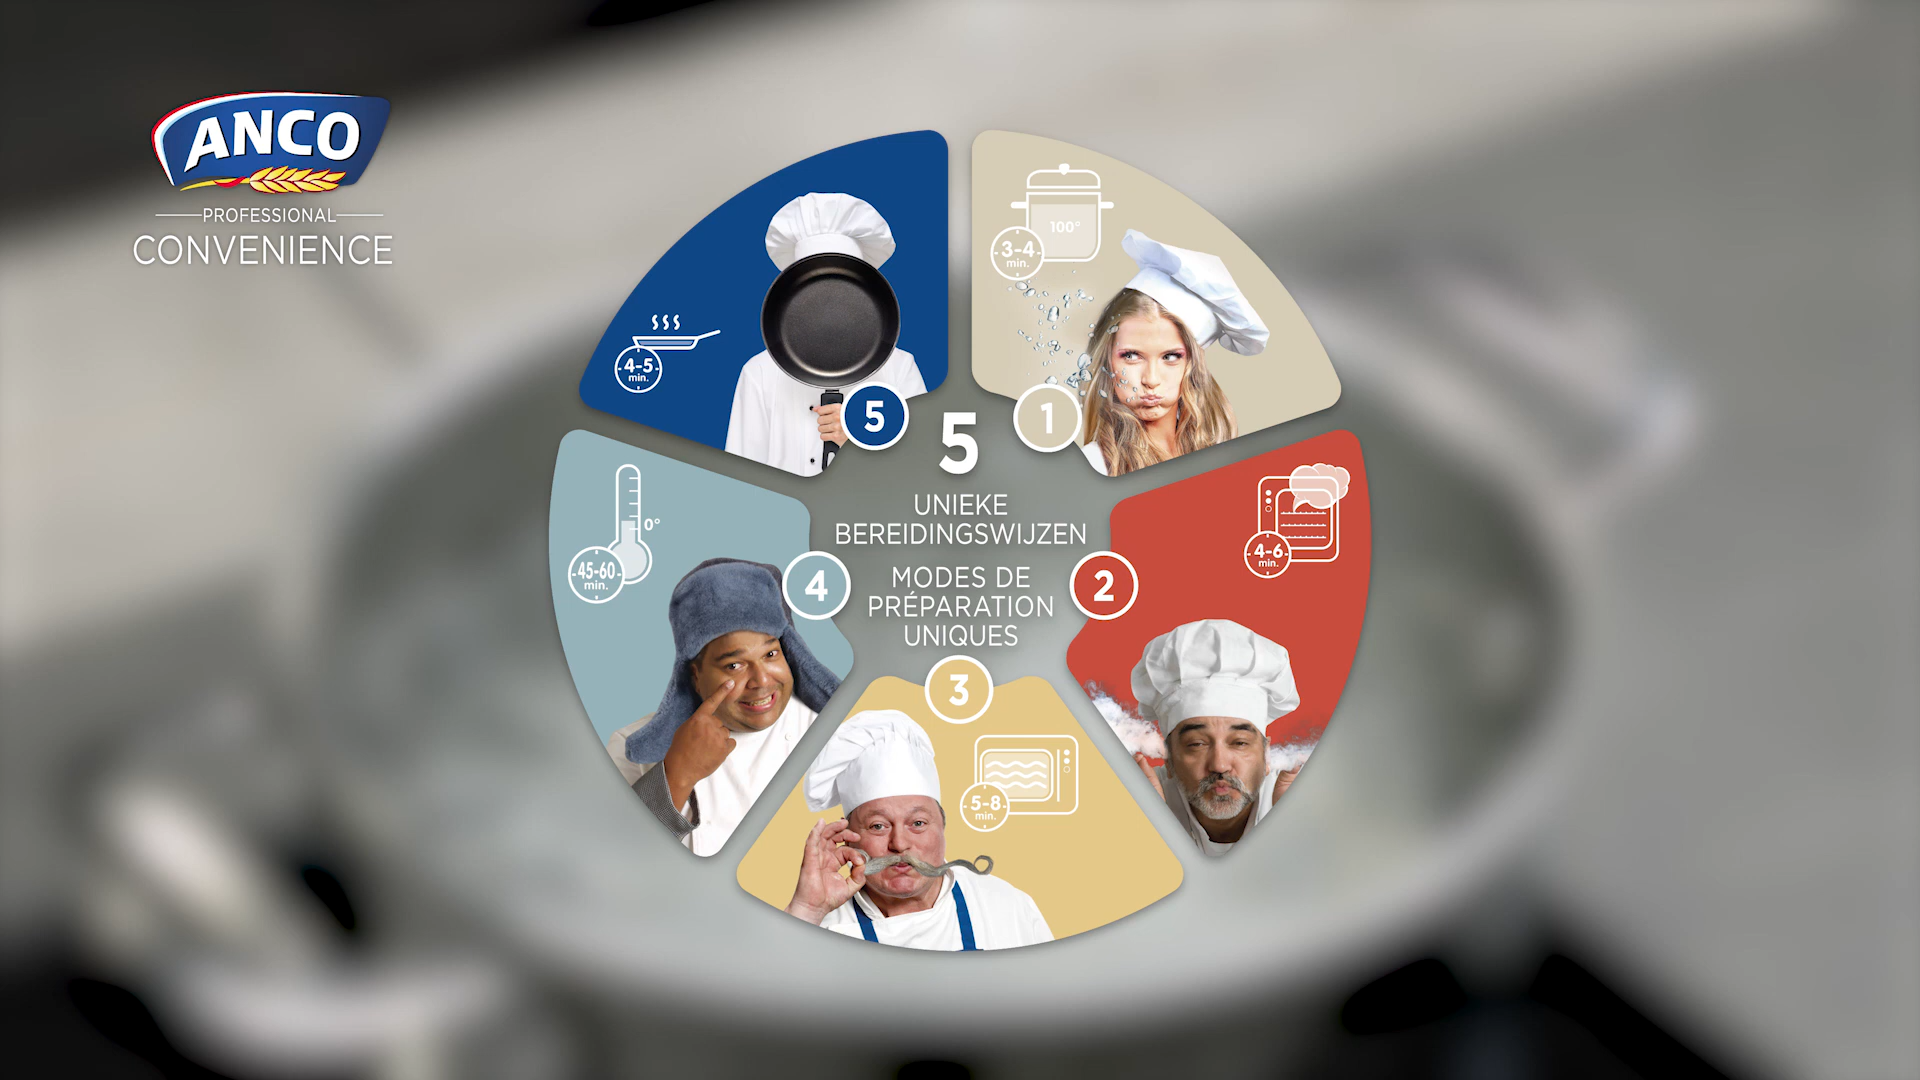 ANCO
PROFESSIONAL
CONVENIENCE
100°
3-4
min.
1
4-6
min.
2
5-8
min.
3
0°
45-60
min.
4
4-5
min.
5
5
UNIEKE
BEREIDINGSWIJZEN
MODES DE
PRÉPARATION
UNIQUES